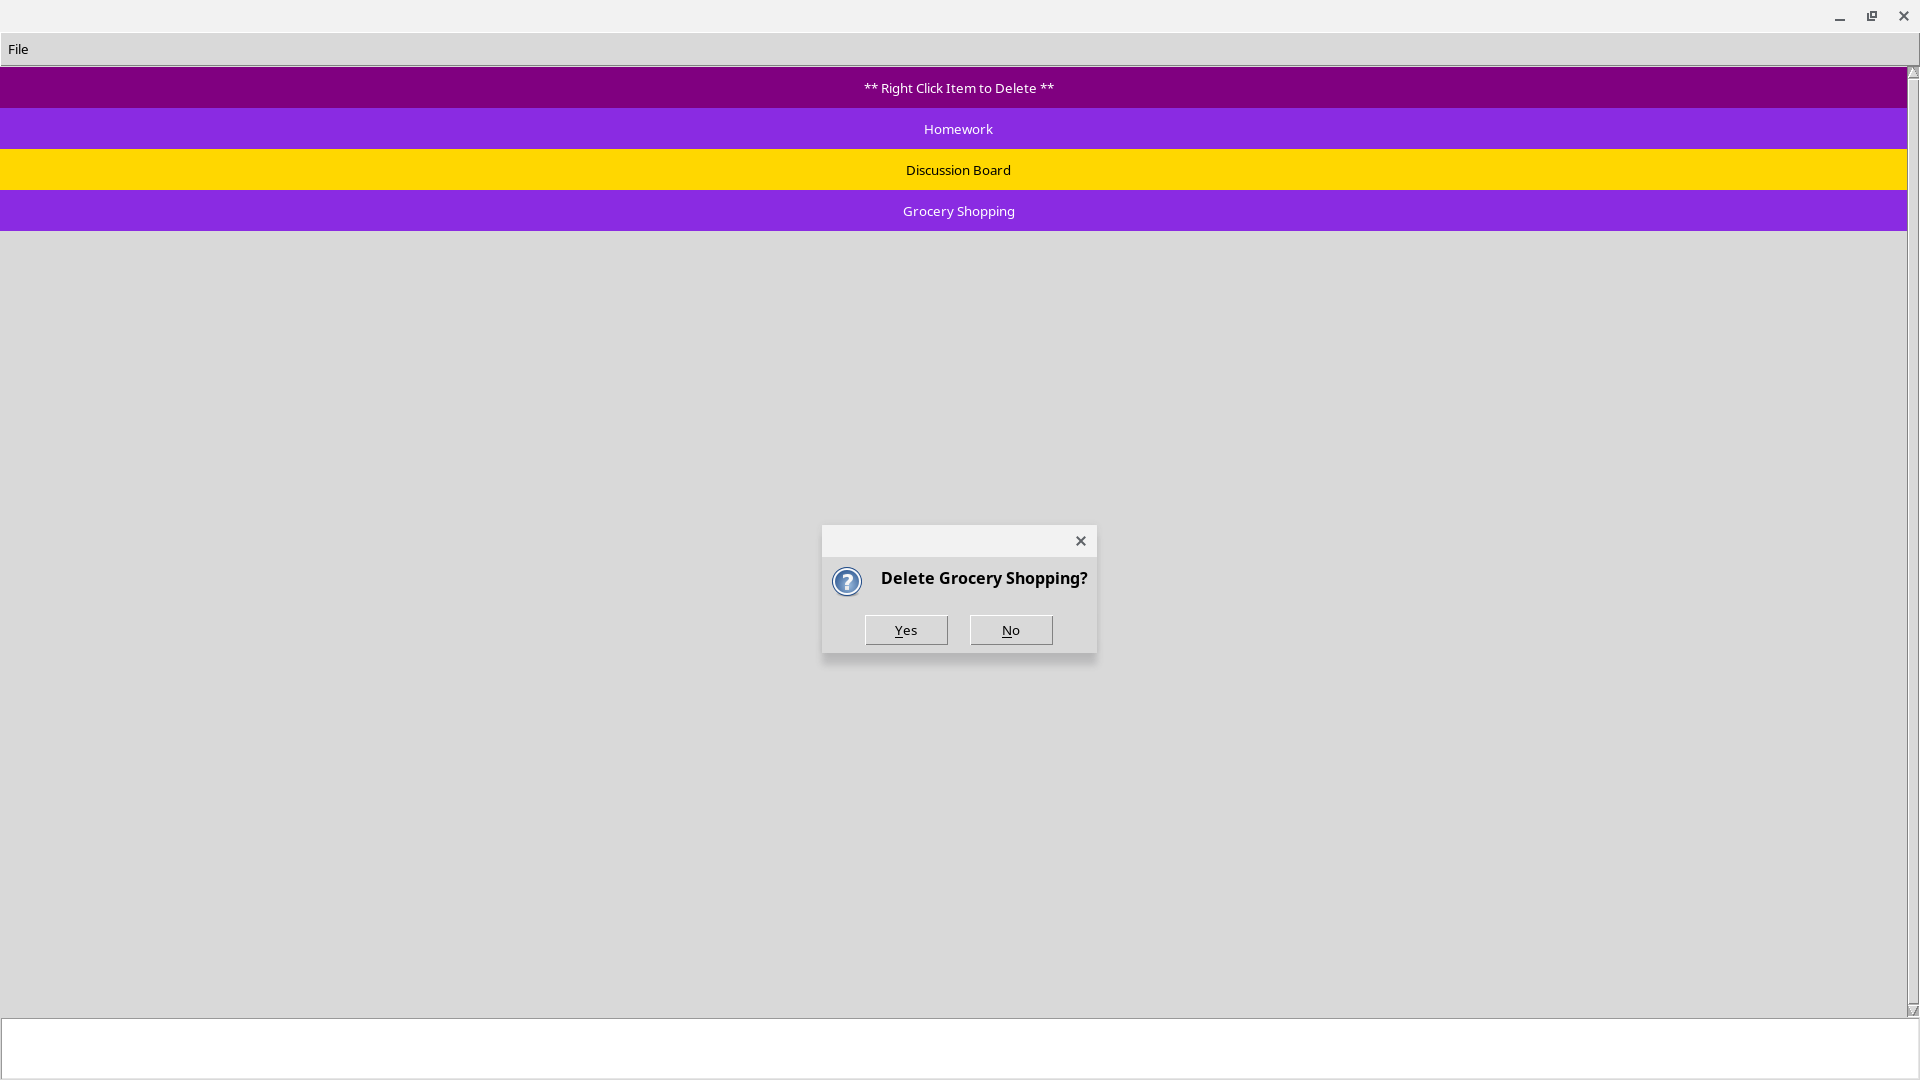 File
** Right Click Item to Delete **
Homework
Discussion Board
Grocery Shopping
Delete Grocery Shopping?
Yes
No